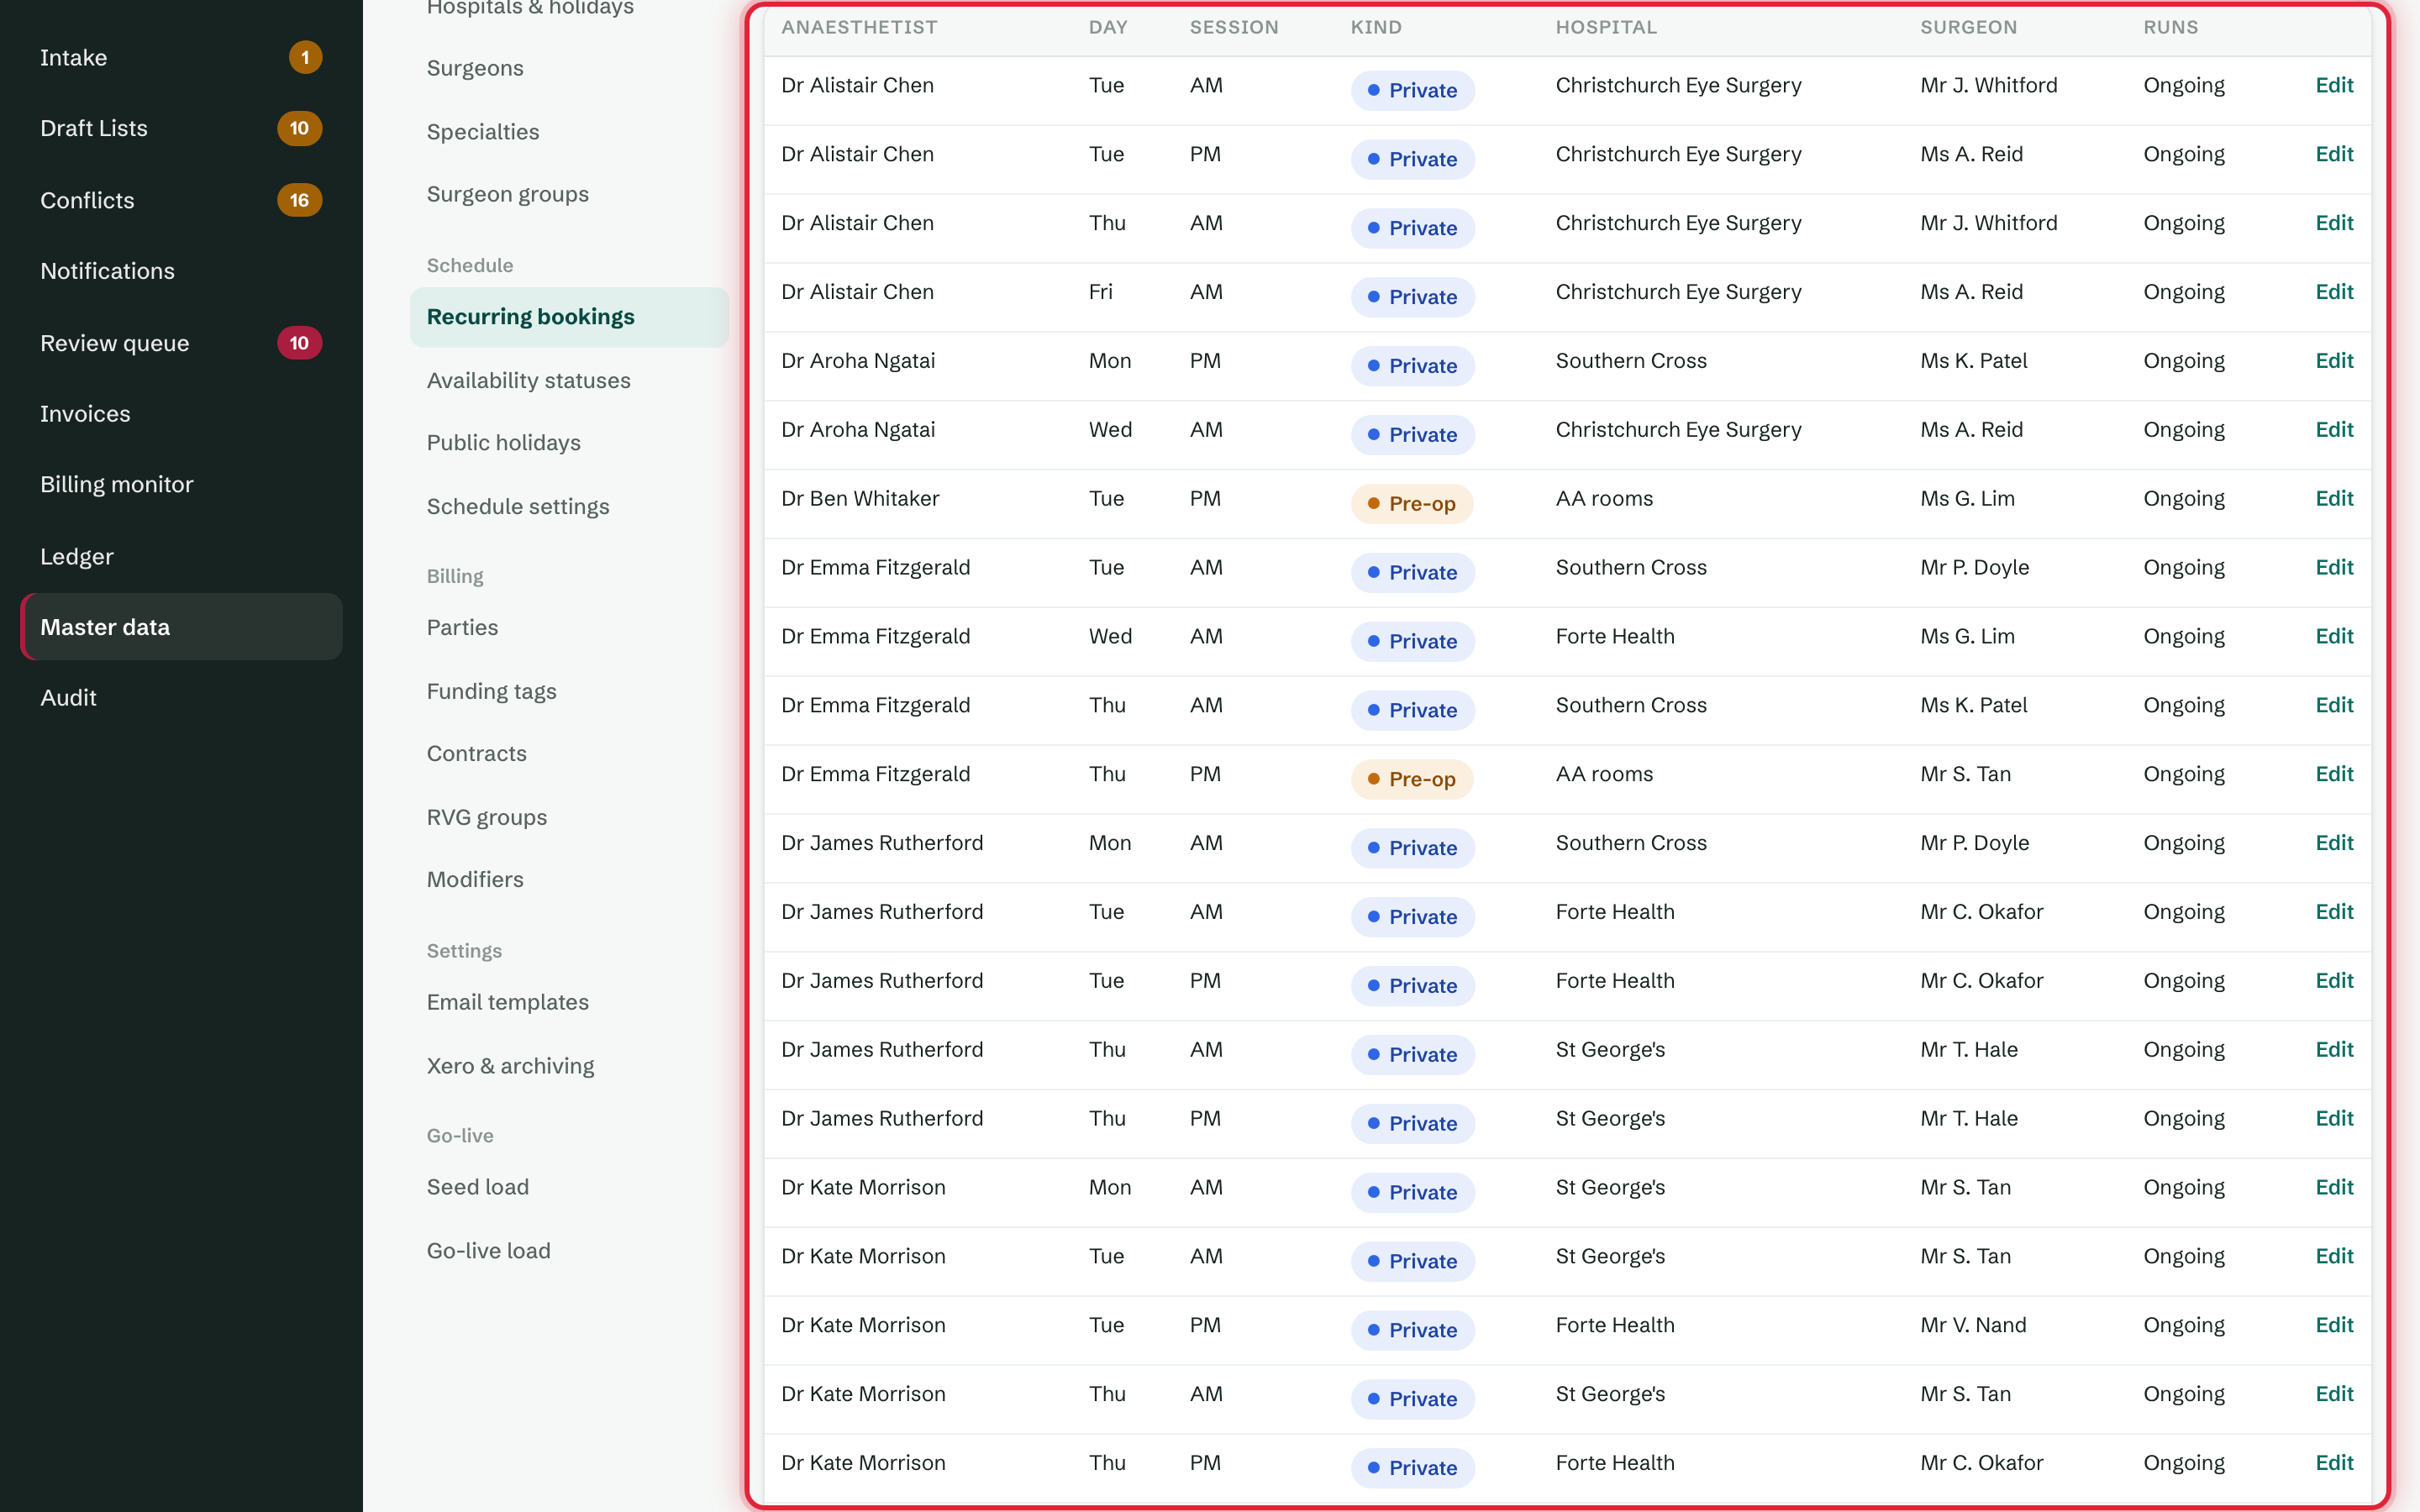 Intake 1
Draft Lists 10
Conflicts 16
Notifications
Review queue 10
Invoices
Billing monitor
Ledger
Master data
Audit
Hospitals & holidays
Surgeons
Specialties
Surgeon groups
Schedule
Recurring bookings
Availability statuses
Public holidays
Schedule settings
Billing
Parties
Funding tags
Contracts
RVG groups
Modifiers
Settings
Email templates
Xero & archiving
Go-live
Seed load
Go-live load
ANAESTHETIST DAY SESSION KIND HOSPITAL SURGEON RUNS
Dr Alistair Chen Tue AM Private Christchurch Eye Surgery Mr J. Whitford Ongoing Edit
Dr Alistair Chen Tue PM Private Christchurch Eye Surgery Ms A. Reid Ongoing Edit
Dr Alistair Chen Thu AM Private Christchurch Eye Surgery Mr J. Whitford Ongoing Edit
Dr Alistair Chen Fri AM Private Christchurch Eye Surgery Ms A. Reid Ongoing Edit
Dr Aroha Ngatai Mon PM Private Southern Cross Ms K. Patel Ongoing Edit
Dr Aroha Ngatai Wed AM Private Christchurch Eye Surgery Ms A. Reid Ongoing Edit
Dr Ben Whitaker Tue PM Pre-op AA rooms Ms G. Lim Ongoing Edit
Dr Emma Fitzgerald Tue AM Private Southern Cross Mr P. Doyle Ongoing Edit
Dr Emma Fitzgerald Wed AM Private Forte Health Ms G. Lim Ongoing Edit
Dr Emma Fitzgerald Thu AM Private Southern Cross Ms K. Patel Ongoing Edit
Dr Emma Fitzgerald Thu PM Pre-op AA rooms Mr S. Tan Ongoing Edit
Dr James Rutherford Mon AM Private Southern Cross Mr P. Doyle Ongoing Edit
Dr James Rutherford Tue AM Private Forte Health Mr C. Okafor Ongoing Edit
Dr James Rutherford Tue PM Private Forte Health Mr C. Okafor Ongoing Edit
Dr James Rutherford Thu AM Private St George's Mr T. Hale Ongoing Edit
Dr James Rutherford Thu PM Private St George's Mr T. Hale Ongoing Edit
Dr Kate Morrison Mon AM Private St George's Mr S. Tan Ongoing Edit
Dr Kate Morrison Tue AM Private St George's Mr S. Tan Ongoing Edit
Dr Kate Morrison Tue PM Private Forte Health Mr V. Nand Ongoing Edit
Dr Kate Morrison Thu AM Private St George's Mr S. Tan Ongoing Edit
Dr Kate Morrison Thu PM Private Forte Health Mr C. Okafor Ongoing Edit